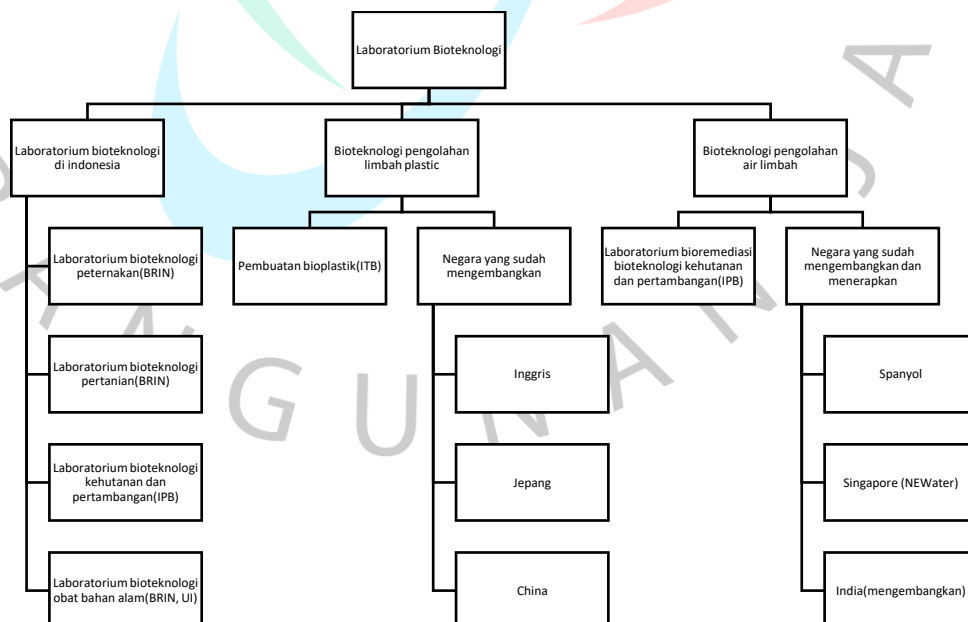 Laboratorium Bioteknologi
Laboratorium bioteknologi
di indonesia
Bioteknologi pengolahan
limbah plastic
Bioteknologi pengolahan
air limbah
Laboratorium bioteknologi
peternakan(BRIN)
Pembuatan bioplastik(ITB)
Negara yang sudah
mengembangkan
Laboratorium bioremediasi
bioteknologi kehutanan
dan pertambangan(IPB)
Negara yang sudah
mengembangkan dan
menerapkan
Laboratorium bioteknologi
pertanian(BRIN)
Inggris
Spanyol
Laboratorium bioteknologi
kehutanan dan
pertambangan(IPB)
Jepang
Singapore (NEWater)
Laboratorium bioteknologi
obat bahan alam(BRIN, UI)
China
India(mengembangkan)
ANGUNAN JA